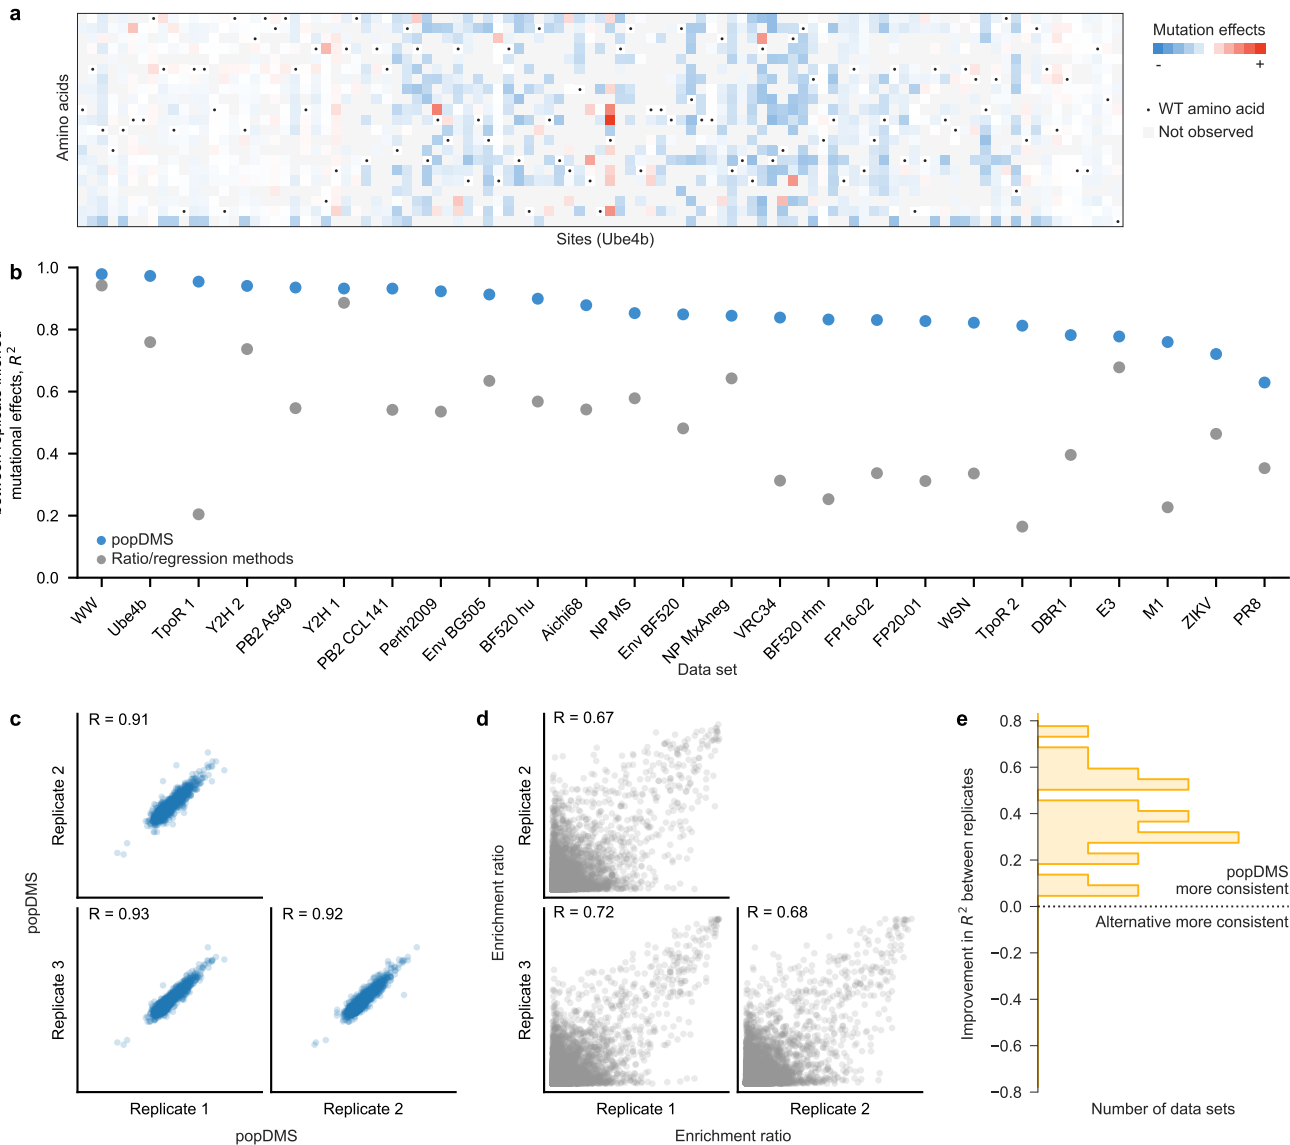 a
Amino acids
Sites (Ube4b)
Mutation effects
- +
WT amino acid
Not observed
b
mutational effects, R²
1.0
0.8
0.6
0.4
0.2
0.0
popDMS
Ratio/regression methods
WW
Ube4b
TpoR 1
Y2H 2
PB2 A549
Y2H 1
PB2 CCL141
Perth2009
Env BG505
BF520 hu
Aichi68
NP MS
Env BF520
NP MxAneg
VRC34
BF520 rhm
FP16-02
FP20-01
WSN
TpoR 2
DBR1
E3
M1
ZIKV
PR8
Data set
c
R = 0.91
Replicate 2
popDMS
R = 0.93
R = 0.92
Replicate 3
Replicate 1
Replicate 2
popDMS
d
R = 0.67
Replicate 2
Enrichment ratio
R = 0.72
R = 0.68
Replicate 3
Replicate 1
Replicate 2
Enrichment ratio
e
Improvement in R² between replicates
0.8
0.6
0.4
0.2
0.0
−0.2
−0.4
−0.6
−0.8
popDMS
more consistent
Alternative more consistent
Number of data sets